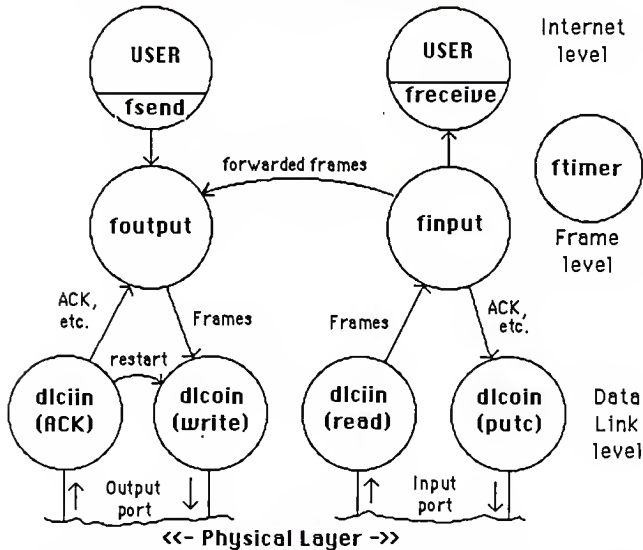 USER
fsend
USER
freceive
Internet
level
forwarded frames
ftimer
foutput
finput
Frame
level
ACK,
etc.
Frames
Frames
ACK,
etc.
restart
dlciin
(ACK)
dlcoin
(write)
dlciin
(read)
dlcoin
(putc)
Data
Link
level
Output
port
Input
port
<<- Physical Layer ->>